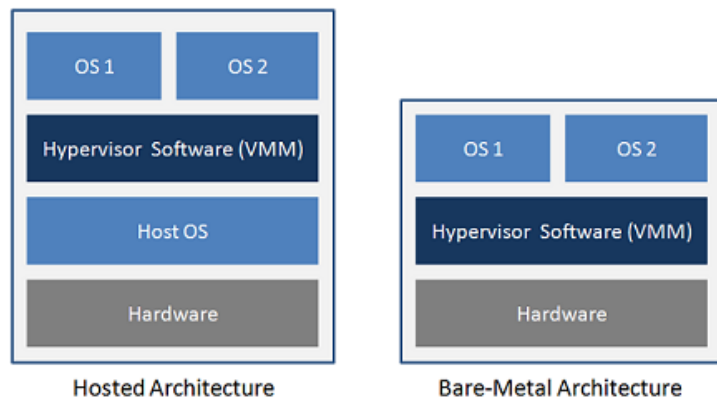 OS 1
OS 2
Hypervisor Software (VMM)
Host OS
Hardware
Hosted Architecture
OS 1
OS 2
Hypervisor Software (VMM)
Hardware
Bare-Metal Architecture